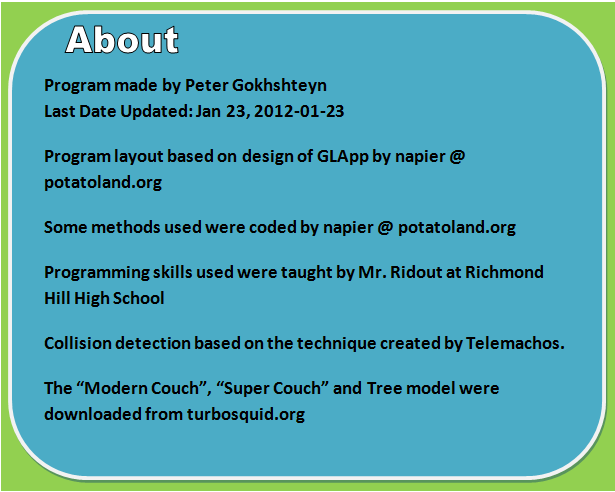 About
Program made by Peter Gokhshteyn
Last Date Updated: Jan 23, 2012-01-23
Program layout based on design of GLApp by napier @
potatoland.org
Some methods used were coded by napier @ potatoland.org
Programming skills used were taught by Mr. Ridout at Richmond
Hill High School
Collision detection based on the technique created by Telemachos.
The “Modern Couch”, “Super Couch” and Tree model were
downloaded from turbosquid.org